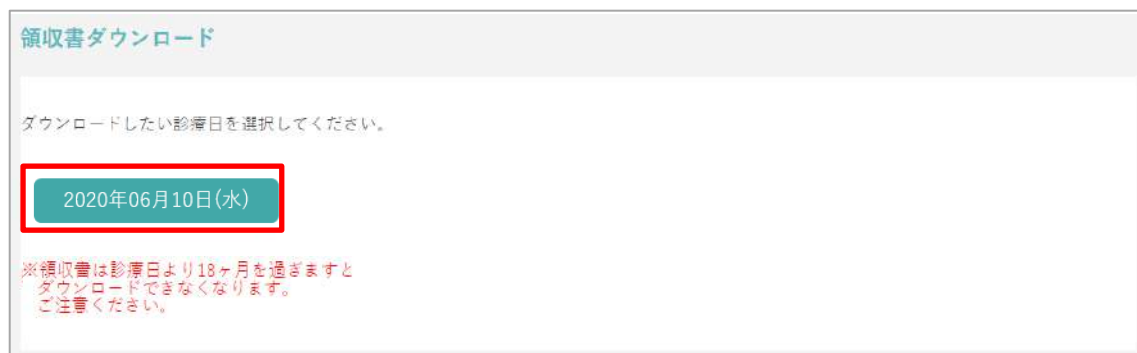 領収書ダウンロード
ダウンロードしたい診療日を選択してください。
2020年06月10日(水)
※領収書は診療日より18ヶ月を過ぎますと
ダウンロードできなくなります。
ご注意ください。